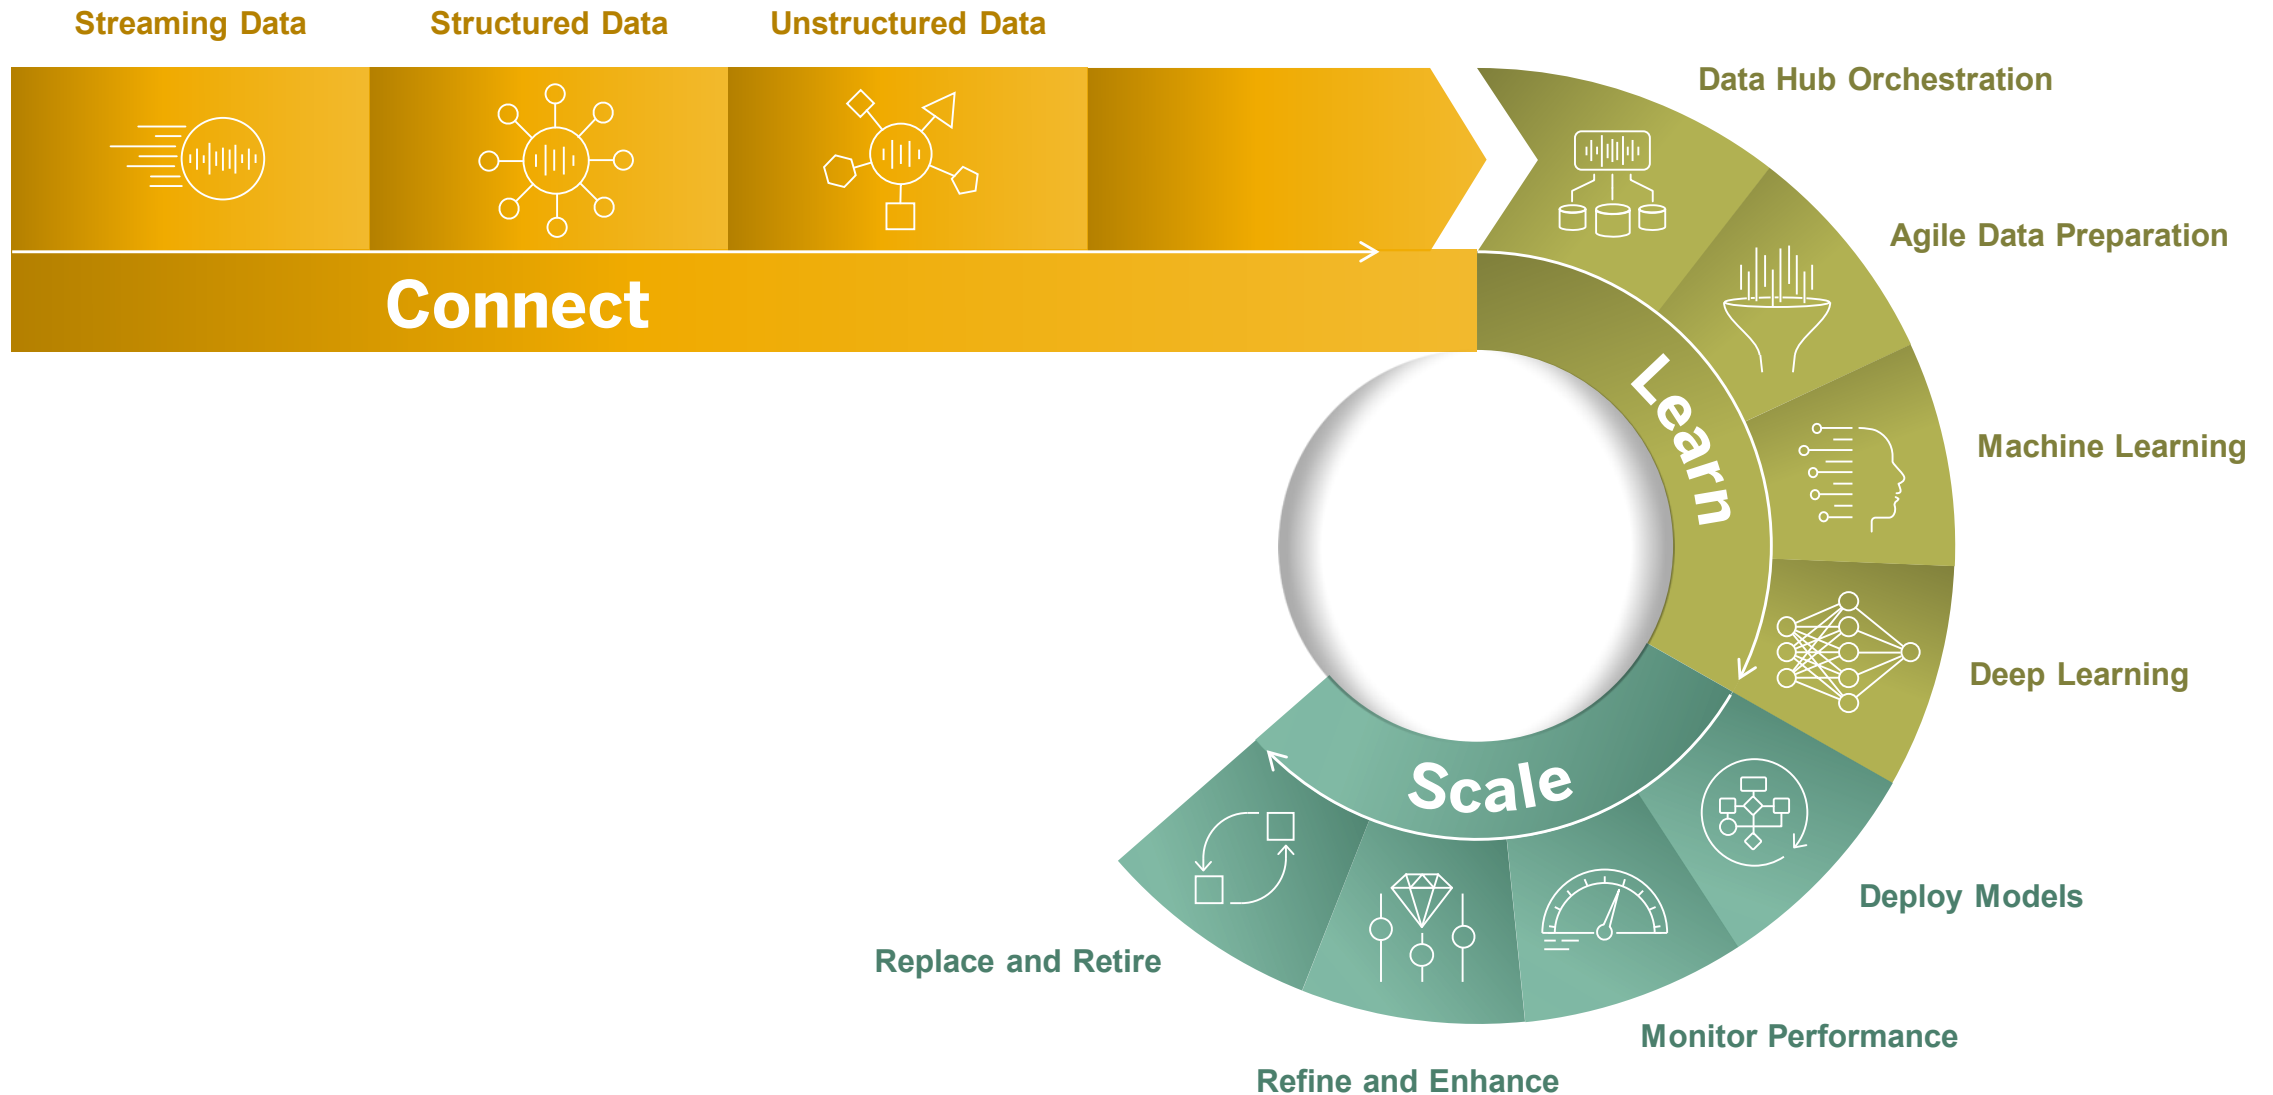 Streaming Data
Structured Data
Unstructured Data
Connect
Data Hub Orchestration
Agile Data Preparation
Machine Learning
Deep Learning
Learn
Deploy Models
Monitor Performance
Refine and Enhance
Replace and Retire
Scale